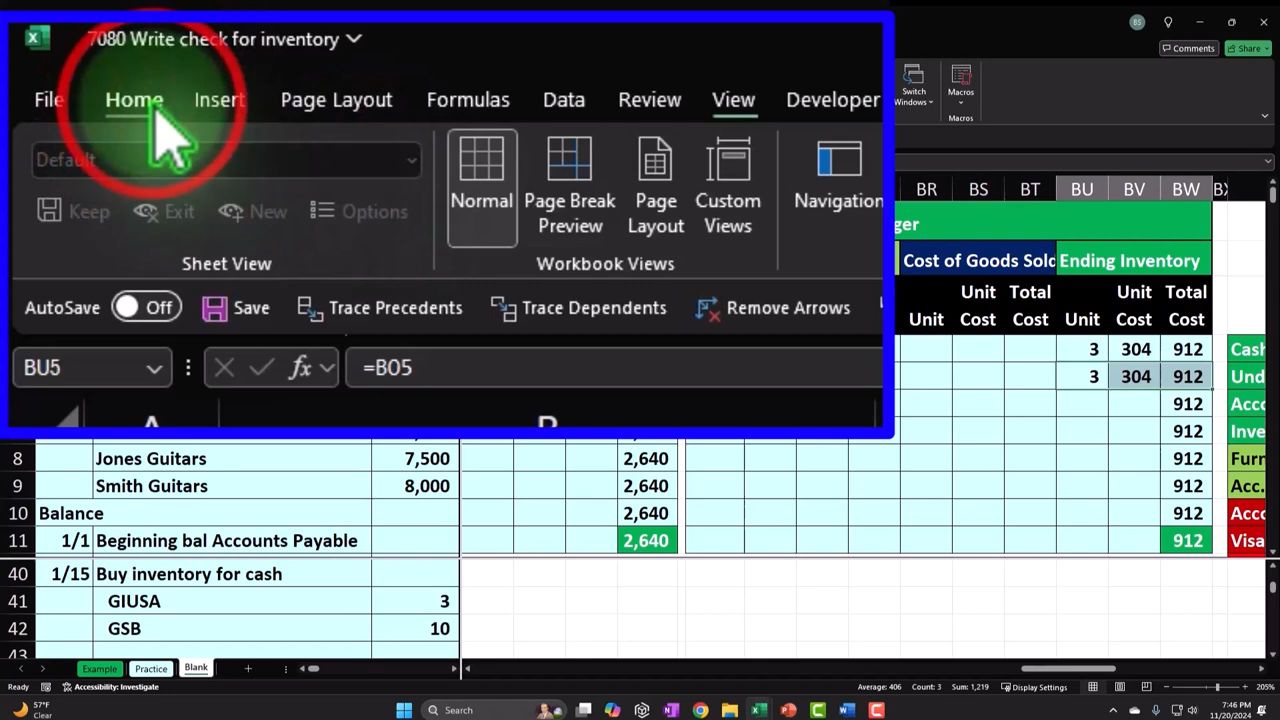 7080 Write check for inventory
BS
Comments
Share
File Home Insert Page Layout Formulas Data Review View Developer
Switch Windows
Macros
Default
Keep Exit New Options
Sheet View
Normal
Page Break Preview
Page Layout
Custom Views
Workbook Views
Navigation
Macros
AutoSave Off Save Trace Precedents Trace Dependents Remove Arrows
BU5 fx =BO5
BR BS BT BU BV BW
ger
Cost of Goods Sold Ending Inventory
Unit Unit Cost Total Cost Unit Unit Cost Total Cost
3 304 912 Cash
3 304 912 Und
912 Acco
912 Inve
8 Jones Guitars 7,500 2,640 912 Furn
9 Smith Guitars 8,000 2,640 912 Acc.
10 Balance 2,640 912 Acco
11 1/1 Beginning bal Accounts Payable 2,640 912 Visa
40 1/15 Buy inventory for cash
41 GIUSA 3
42 GSB 10
43
Example Practice Blank
Ready Accessibility: Investigate Average: 406 Count: 3 Sum: 1,219 Display Settings 205%
57°F
Clear
Search
7:46 PM
11/20/2024